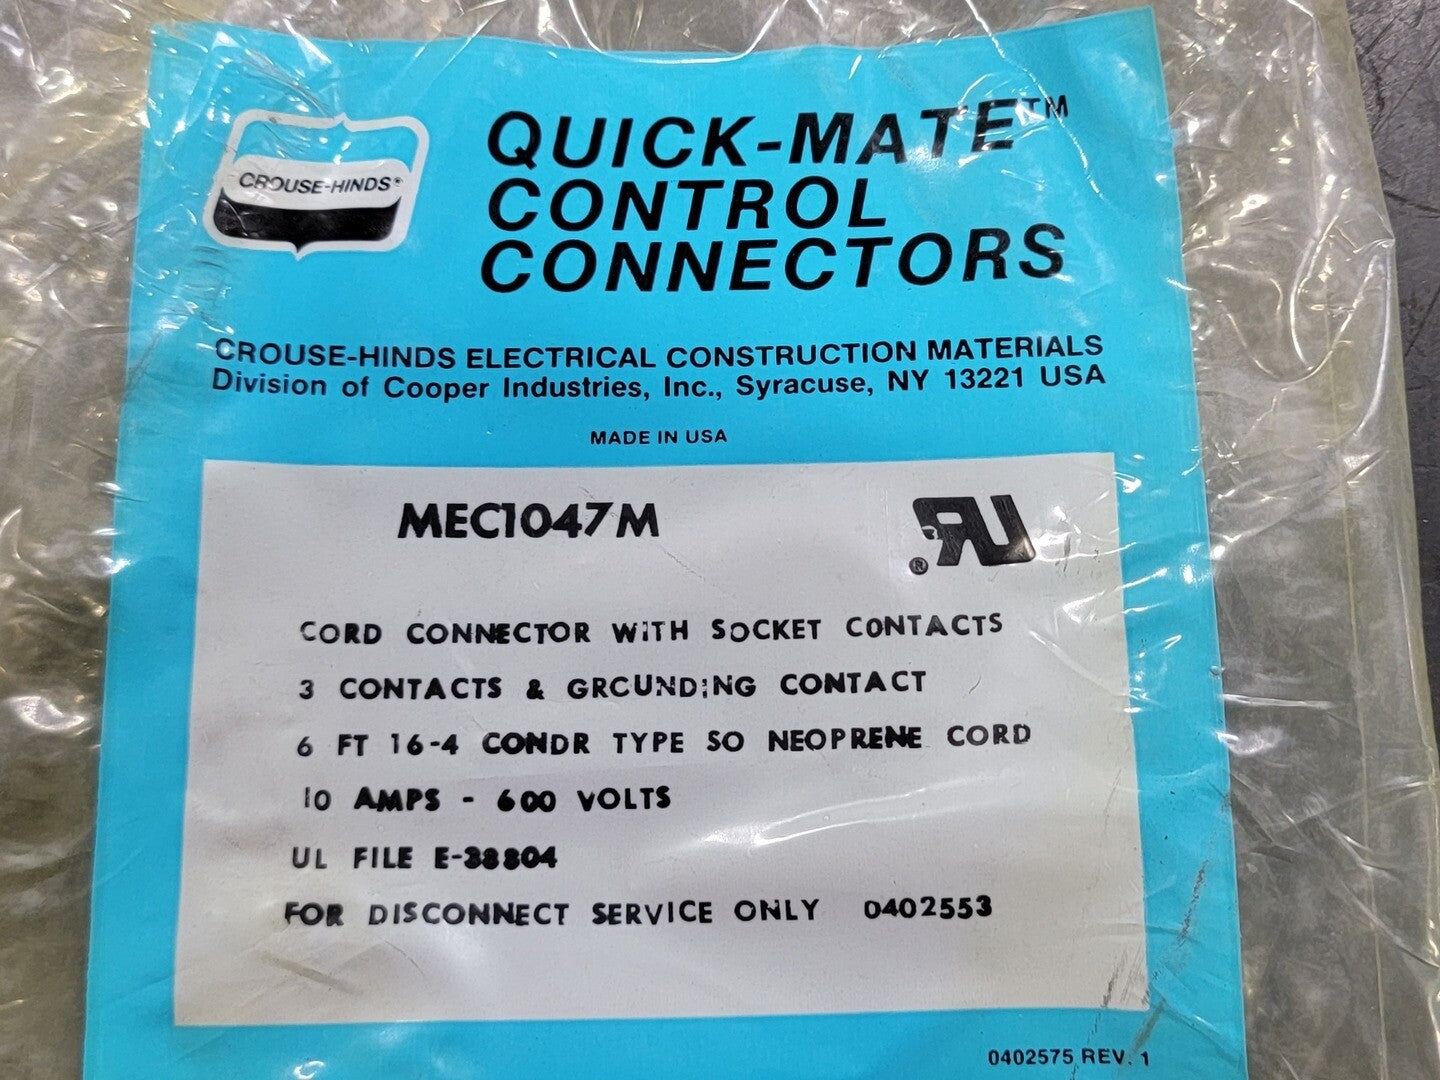 CROUSE-HINDS®
QUICK-MATE™
CONTROL
CONNECTORS
CROUSE-HINDS ELECTRICAL CONSTRUCTION MATERIALS
Division of Cooper Industries, Inc., Syracuse, NY 13221 USA
MADE IN USA
MEC1047M
RU®
CORD CONNECTOR WITH SOCKET CONTACTS
3 CONTACTS & GROUNDING CONTACT
6 FT 16-4 CONDR TYPE SO NEOPRENE CORD
10 AMPS - 600 VOLTS
UL FILE E-38804
FOR DISCONNECT SERVICE ONLY 0402553
0402575 REV. 1